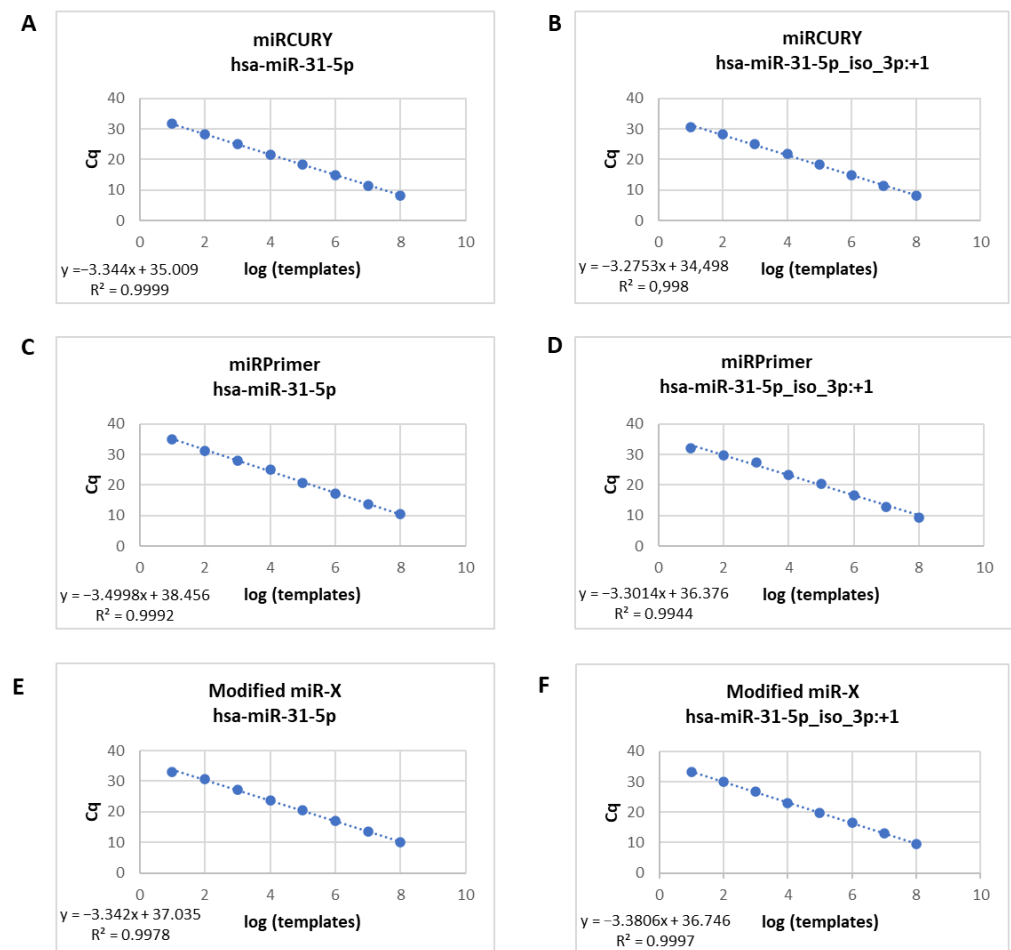 A
miRCURY
hsa-miR-31-5p
40
30
20
10
0
Cq
0 2 4 6 8 10
log (templates)
y =−3.344x + 35.009
R² = 0.9999
B
miRCURY
hsa-miR-31-5p_iso_3p:+1
40
30
20
10
0
Cq
0 2 4 6 8 10
log (templates)
y = −3.2753x + 34,498
R² = 0,998
C
miRPrimer
hsa-miR-31-5p
40
30
20
10
0
Cq
0 2 4 6 8 10
log (templates)
y = −3.4998x + 38.456
R² = 0.9992
D
miRPrimer
hsa-miR-31-5p_iso_3p:+1
40
30
20
10
0
Cq
0 2 4 6 8 10
log (templates)
y = −3.3014x + 36.376
R² = 0.9944
E
Modified miR-X
hsa-miR-31-5p
40
30
20
10
0
Cq
0 2 4 6 8 10
log (templates)
y = −3.342x + 37.035
R² = 0.9978
F
Modified miR-X
hsa-miR-31-5p_iso_3p:+1
40
30
20
10
0
Cq
0 2 4 6 8 10
log (templates)
y = −3.3806x + 36.746
R² = 0.9997